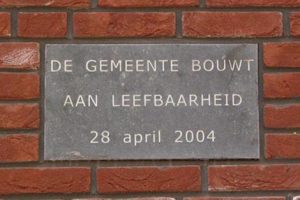 DE GEMEENTE BOUWT
AAN LEEFBAARHEID
28 april 2004